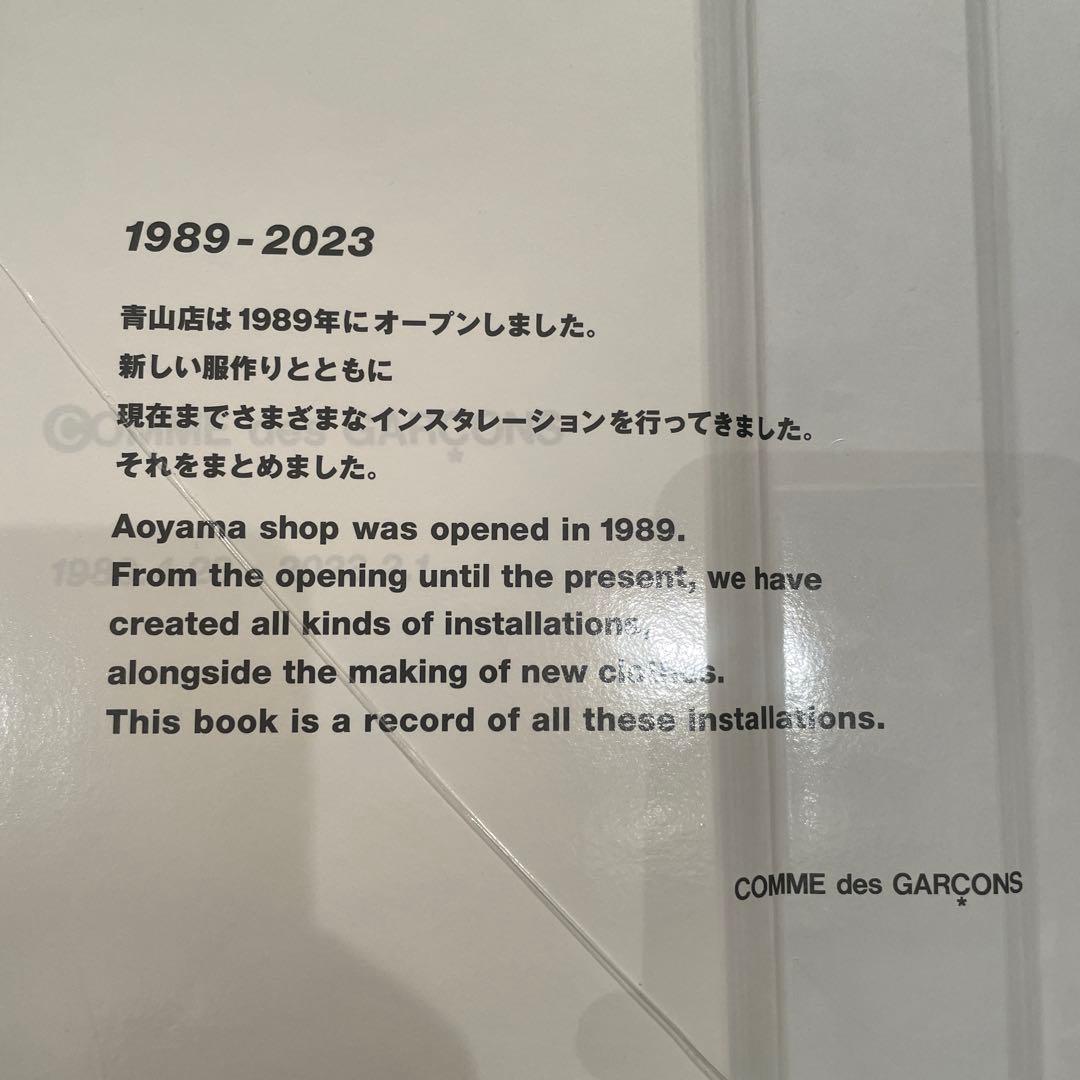 1989-2023
青山店は1989年にオープンしました。
新しい服作りとともに
現在までさまざまなインスタレーションを行ってきました。
それをまとめました。
©COMME des GARÇONS
Aoyama shop was opened in 1989.
From the opening until the present, we have
created all kinds of installations,
alongside the making of new clothes.
This book is a record of all these installations.
COMME des GARÇONS
*